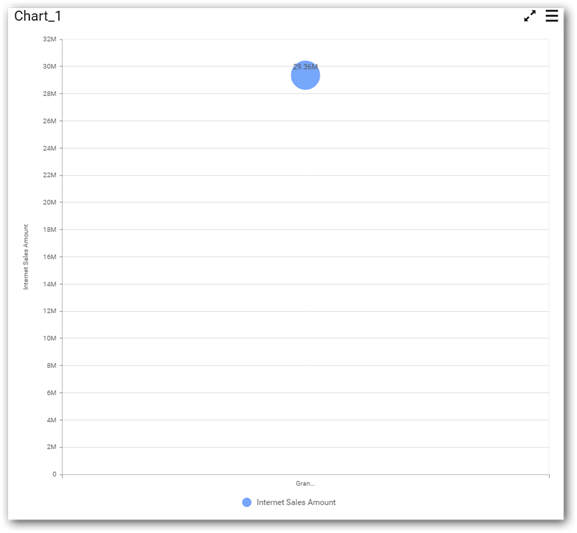 Chart_1
32M
30M
29.36M
28M
26M
24M
22M
20M
18M
16M
14M
12M
10M
8M
6M
4M
2M
0
Internet Sales Amount
Gran...
Internet Sales Amount